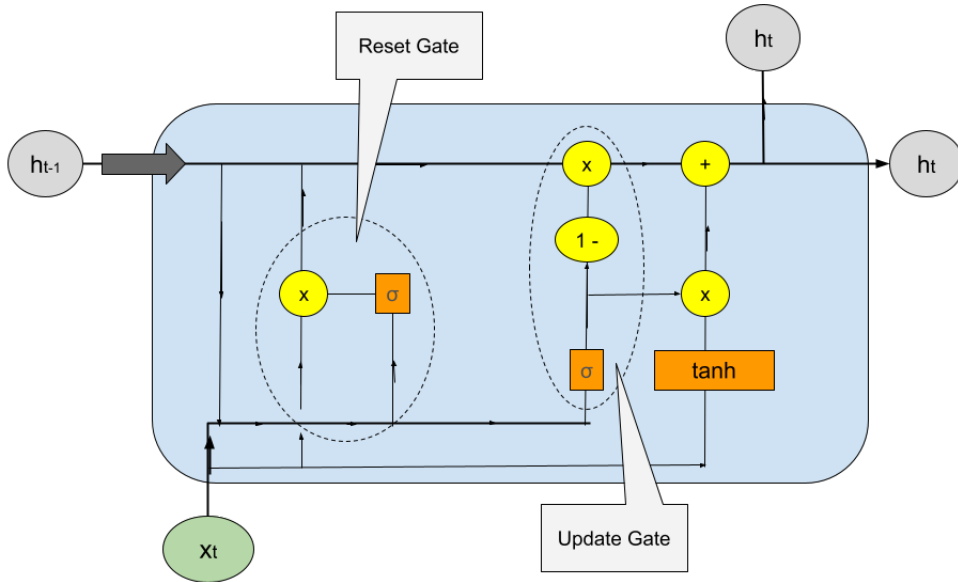 ht
Reset Gate
ht-1
x
+
ht
1 -
x
σ
x
σ
tanh
Update Gate
xt